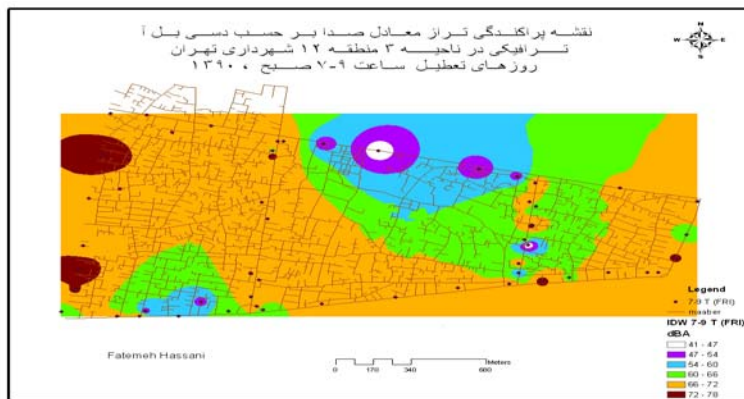 نقشه پراکندگی تراز معادل صدا بر حسب دسی بل آ
ترافیکی در ناحیه ۳ منطقه ۱۲ شهرداری تهران
روزهای تعطیل ساعت ۹-۷ صبح ، ۱۳۹۰
N
W E
S
Legend
7-9 T (FRI)
maaber
IDW 7-9 T (FRI)
dBA
41 - 47
47 - 54
54 - 60
60 - 66
66 - 72
72 - 78
Fatemeh Hassani
Meters
0 170 340 680